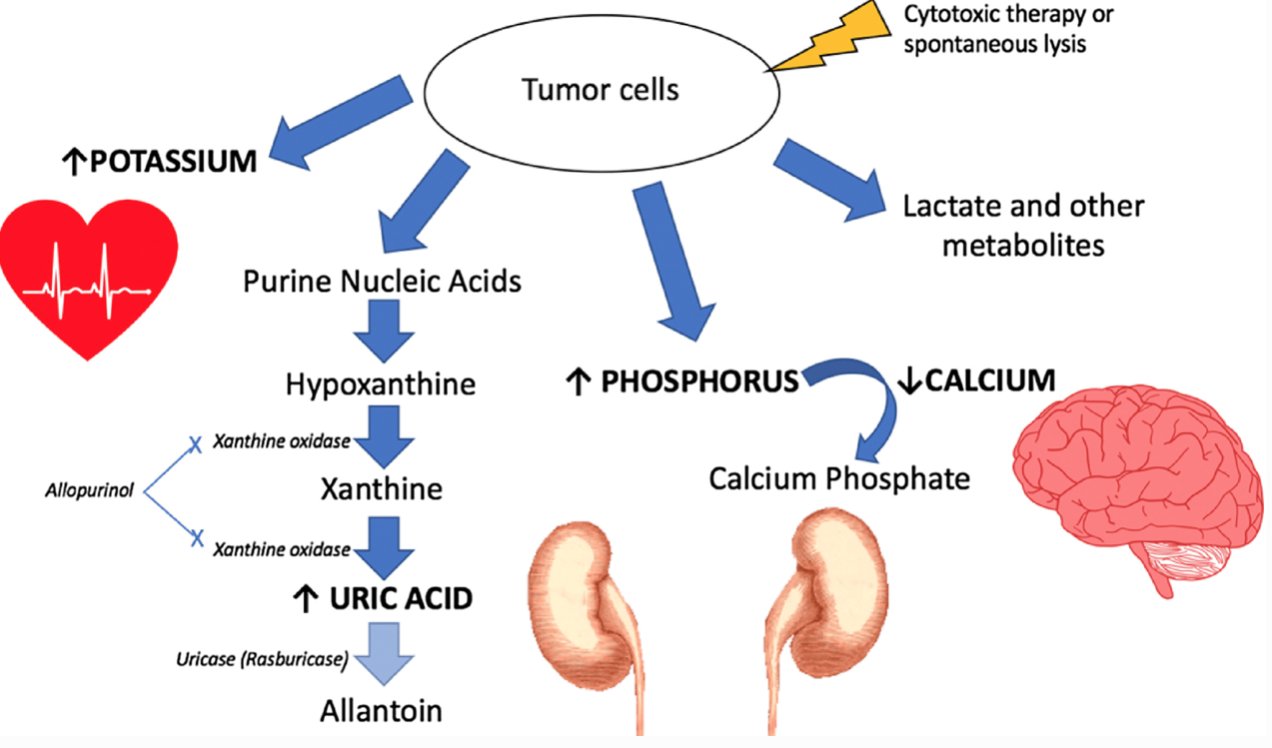 Cytotoxic therapy or
spontaneous lysis
Tumor cells
↑POTASSIUM
Lactate and other
metabolites
Purine Nucleic Acids
Hypoxanthine
↑ PHOSPHORUS
↓CALCIUM
Xanthine oxidase
Allopurinol
Xanthine
Calcium Phosphate
Xanthine oxidase
↑ URIC ACID
Uricase (Rasburicase)
Allantoin